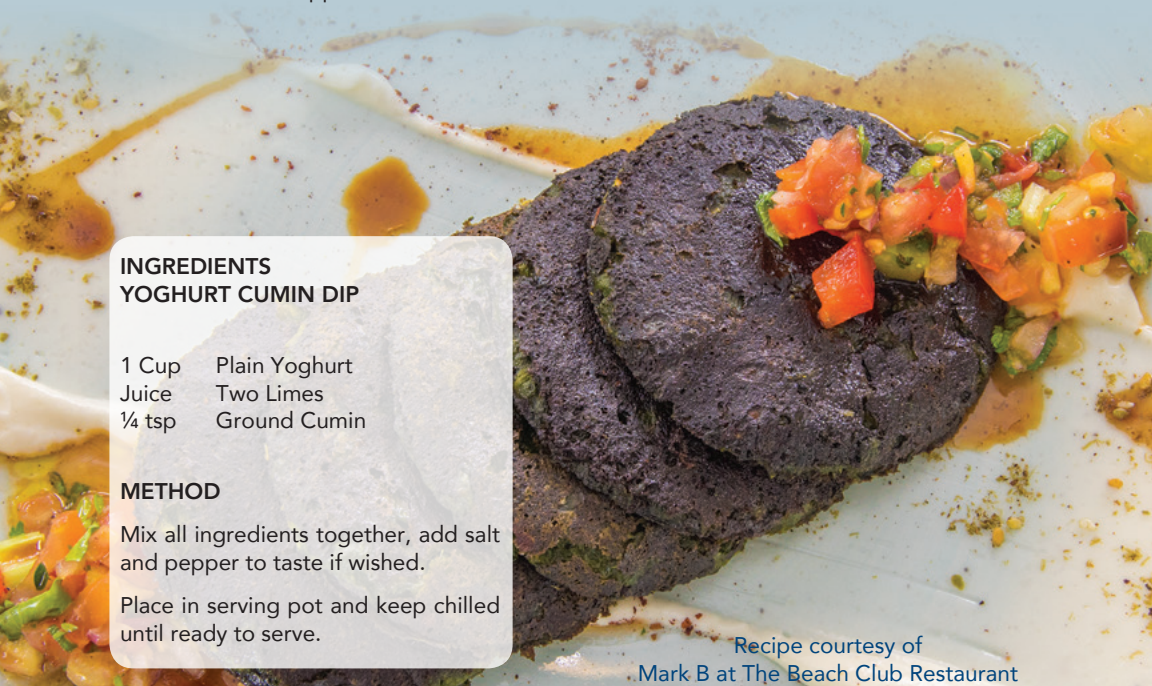 INGREDIENTS
YOGHURT CUMIN DIP
1 Cup Plain Yoghurt
Juice Two Limes
¼ tsp Ground Cumin
METHOD
Mix all ingredients together, add salt
and pepper to taste if wished.
Place in serving pot and keep chilled
until ready to serve.
Recipe courtesy of
Mark B at The Beach Club Restaurant